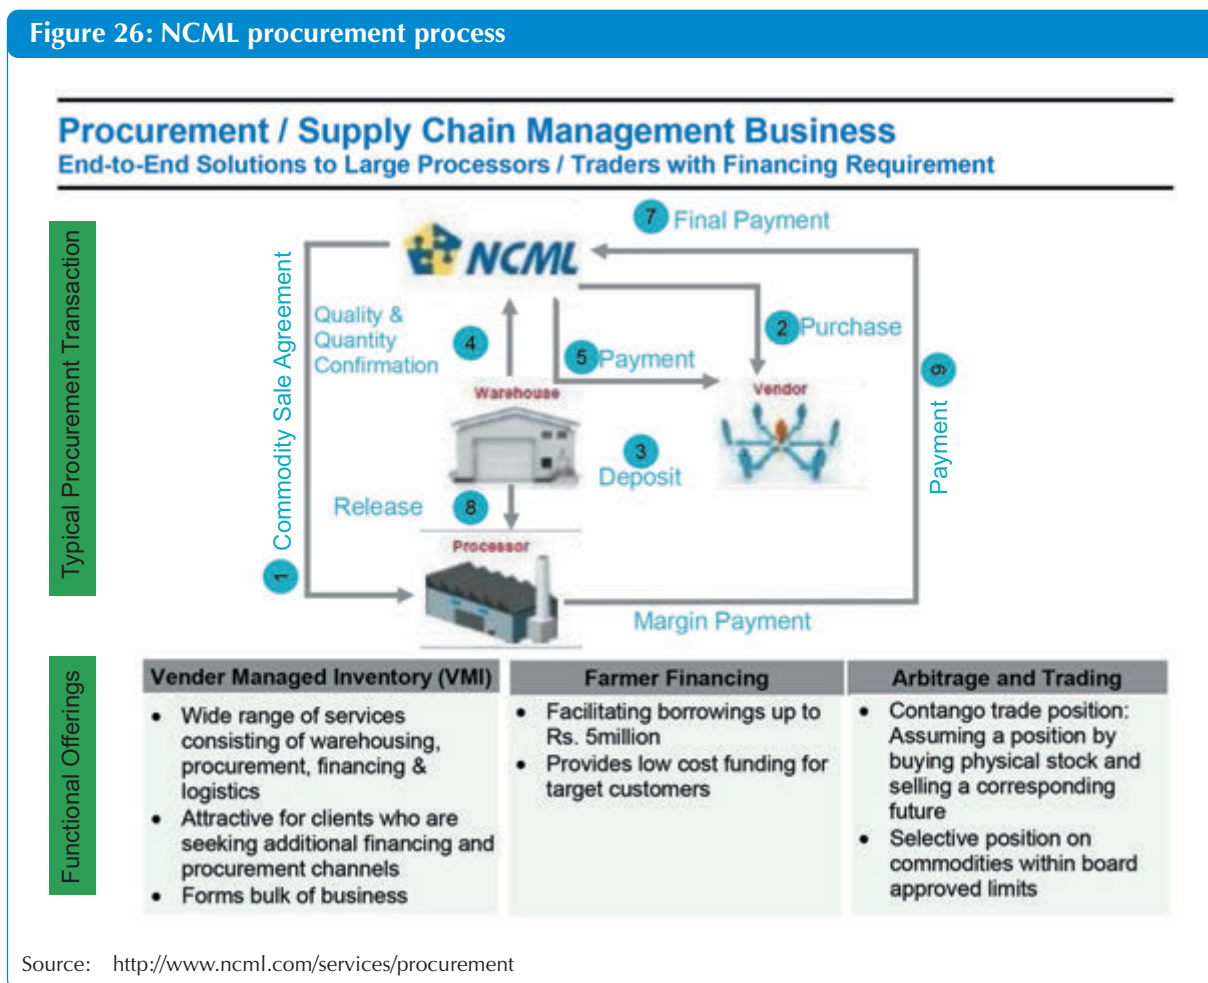 Figure 26: NCML procurement process
Procurement / Supply Chain Management Business
End-to-End Solutions to Large Processors / Traders with Financing Requirement
Typical Procurement Transaction
7 Final Payment
NCML
Commodity Sale Agreement
1
Quality &
Quantity
Confirmation
4
5 Payment
2 Purchase
Warehouse
Vendor
3
Deposit
9
Payment
Release 8
Processor
Margin Payment
Functional Offerings
Vender Managed Inventory (VMI)
• Wide range of services
consisting of warehousing,
procurement, financing &
logistics
• Attractive for clients who are
seeking additional financing and
procurement channels
• Forms bulk of business
Farmer Financing
• Facilitating borrowings up to
Rs. 5million
• Provides low cost funding for
target customers
Arbitrage and Trading
• Contango trade position:
Assuming a position by
buying physical stock and
selling a corresponding
future
• Selective position on
commodities within board
approved limits
Source: http://www.ncml.com/services/procurement